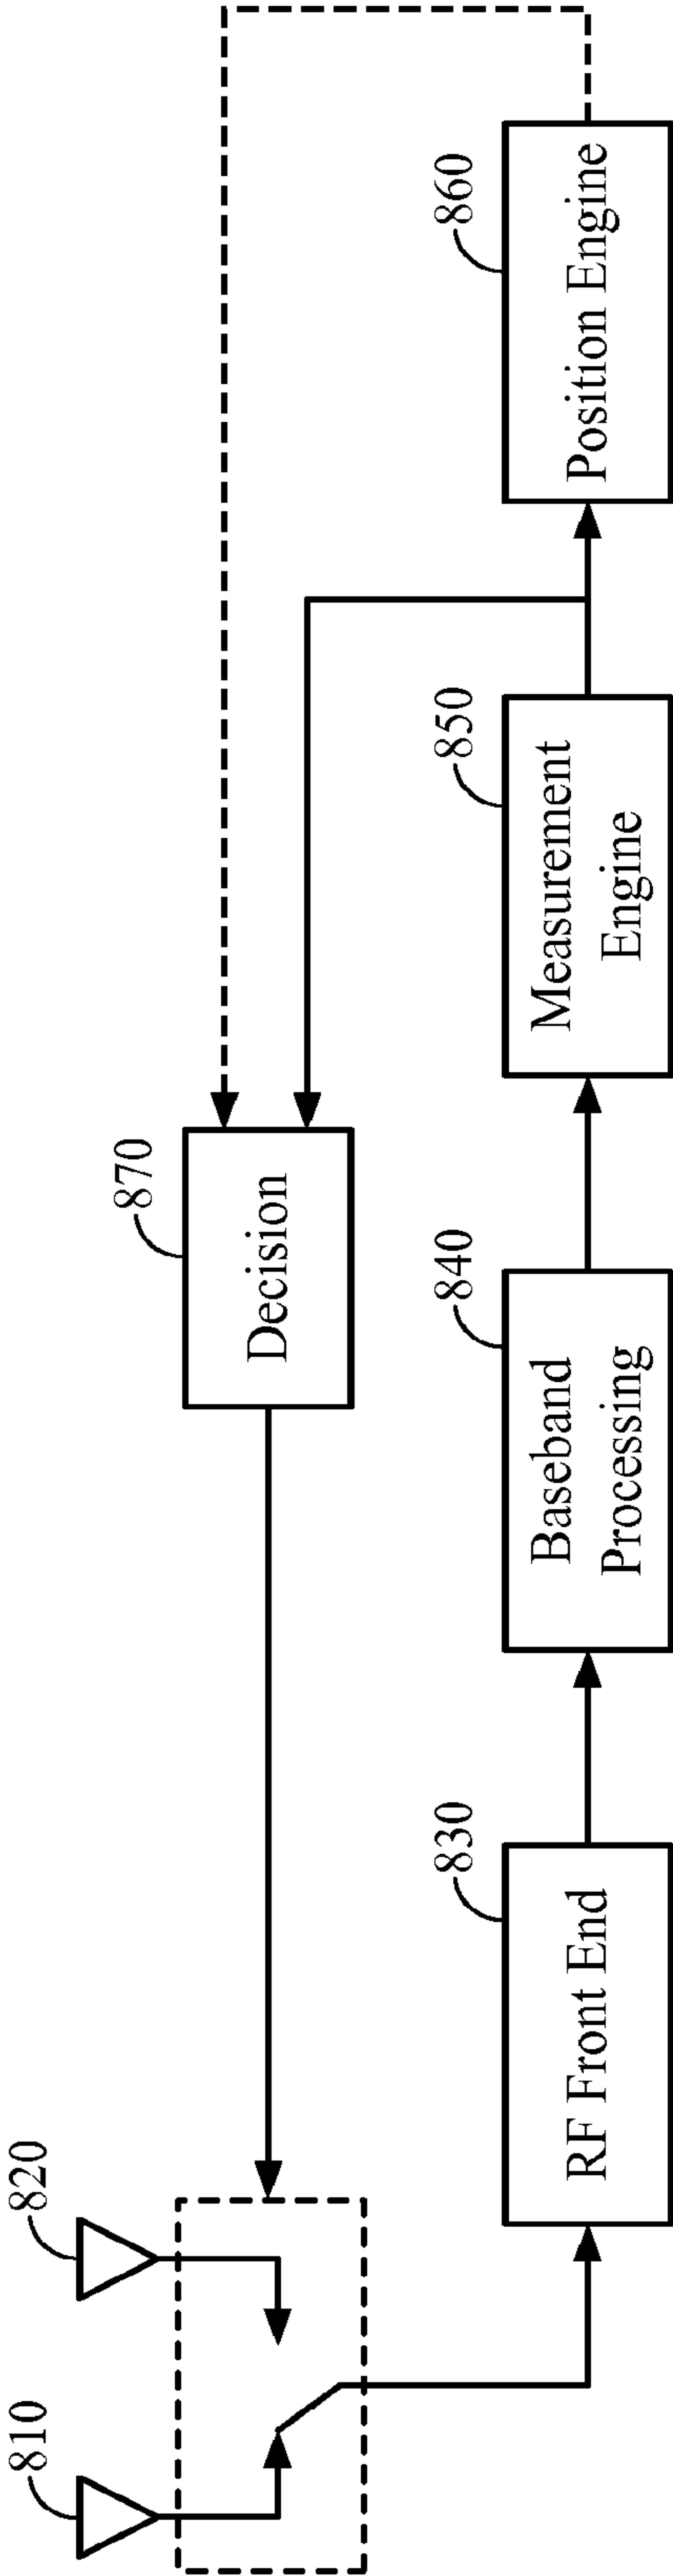 810
820
870
Decision
830
RF Front End
840
Baseband
Processing
850
Measurement
Engine
860
Position Engine